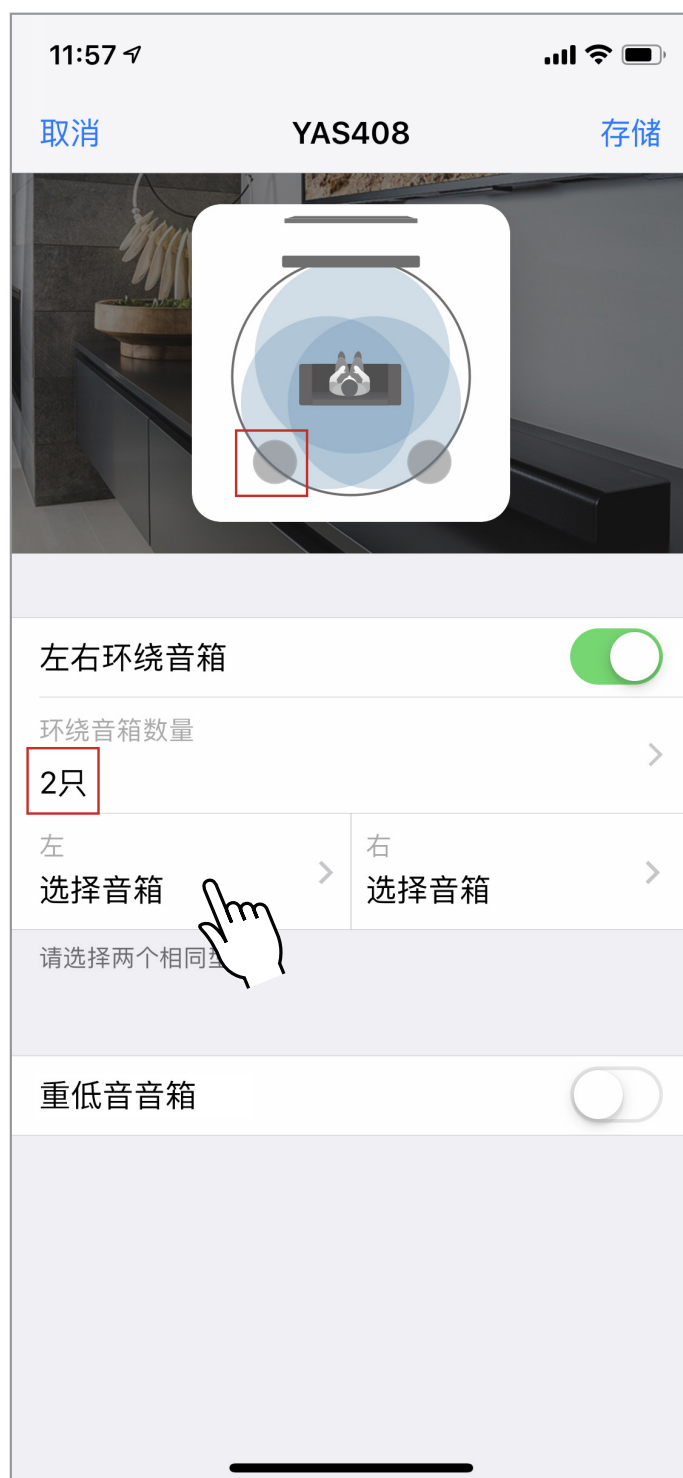 11:57
取消 YAS408 存储
左右环绕音箱
环绕音箱数量
2只
左 右
选择音箱 选择音箱
请选择两个相同
重低音音箱